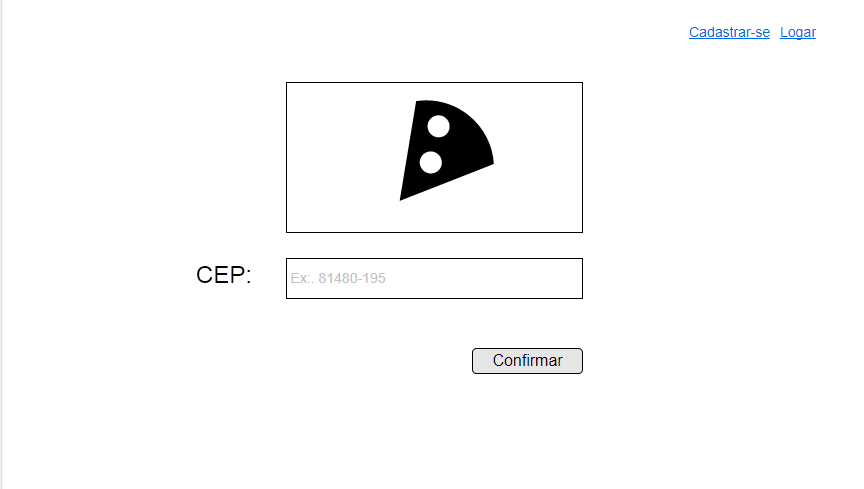 Cadastrar-se Logar
CEP: Ex:. 81480-195
Confirmar